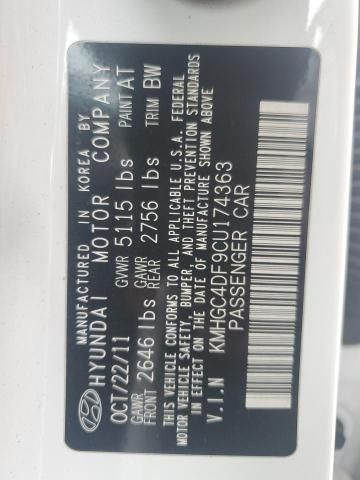 MANUFACTURED IN KOREA BY
HYUNDAI MOTOR COMPANY
OCT/22/11 GVWR 5115 lbs PAINT AT
GAWR FRONT 2646 lbs GAWR REAR 2756 lbs TRIM BW
THIS VEHICLE CONFORMS TO ALL APPLICABLE U.S.A. FEDERAL
MOTOR VEHICLE SAFETY, BUMPER, AND THEFT PREVENTION STANDARDS
IN EFFECT ON THE DATE OF MANUFACTURE SHOWN ABOVE
V.I.N KMHGC4DF9CU174363
PASSENGER CAR